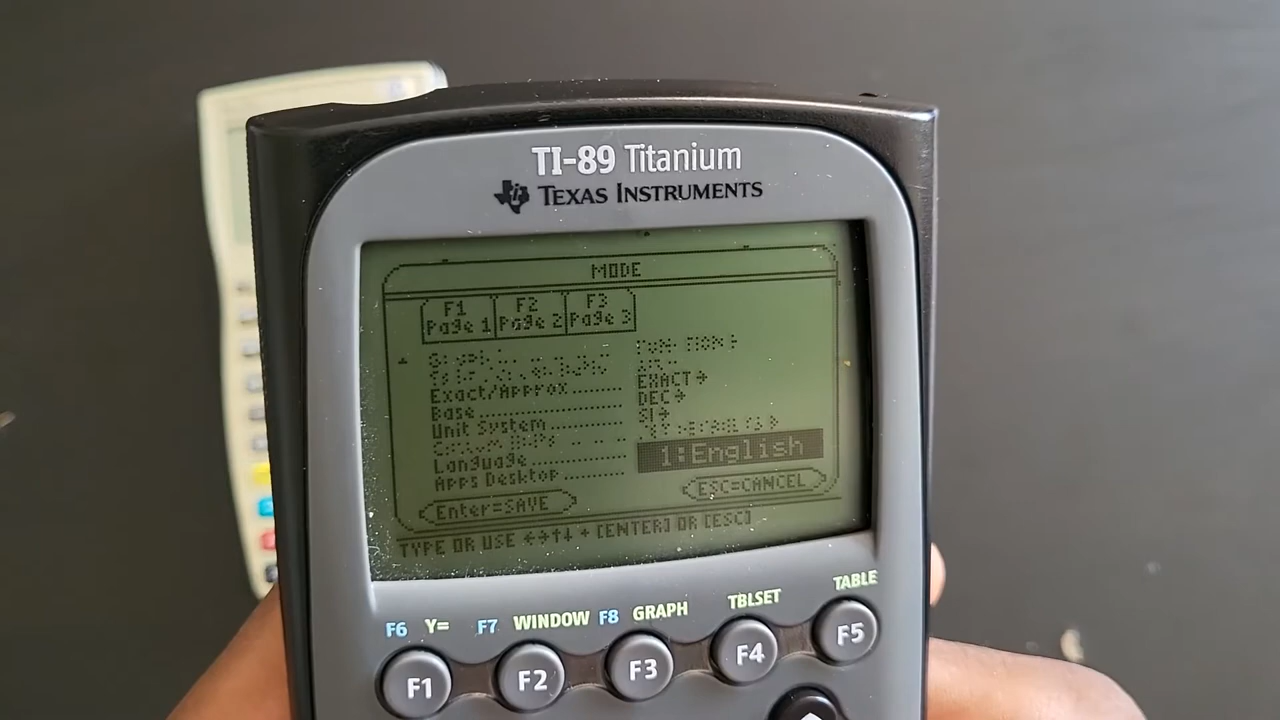 TI-89 Titanium
TEXAS INSTRUMENTS
MODE
F1 F2 F3
Page 1 Page 2 Page 3
Exact/Approx........... EXACT→
Base.................... DEC→
Unit System............ SI→
Language............... 1:English
Apps Desktop..........
Enter=SAVE ESC=CANCEL
TYPE OR USE ←→↑↓ + [ENTER] OR [ESC]
F6 Y= F7 WINDOW F8 GRAPH TBLSET TABLE
F1 F2 F3 F4 F5